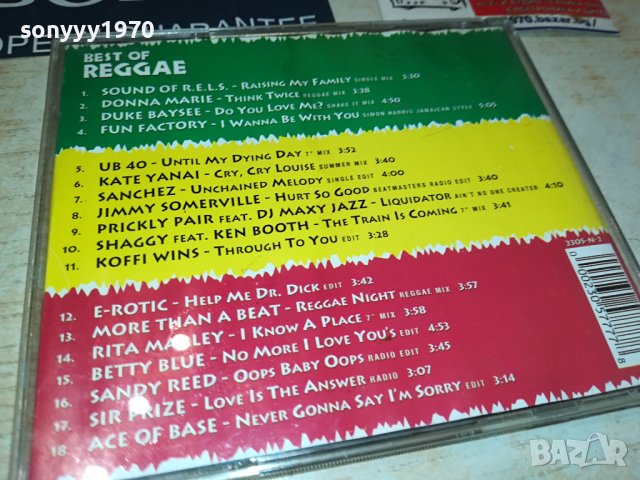 sonyyy1970
GUARANTEE
970.bazar.bg/
BEST OF
REGGAE
1. SOUND OF R.E.L.S. - RAISING MY FAMILY SINGLE MIX 3:30
2. DONNA MARIE - THINK TWICE REGGAE MIX 3:38
3. DUKE BAYSEE - DO YOU LOVE ME? SHAKE IT MIX 4:50
4. FUN FACTORY - I WANNA BE WITH YOU SIMON HARRIS JAMAICAN STYLE 5:05
5. UB 40 - UNTIL MY DYING DAY 7" MIX 3:52
6. KATE YANAI - CRY, CRY LOUISE SUMMER MIX 3:40
7. SANCHEZ - UNCHAINED MELODY SINGLE EDIT 4:00
8. JIMMY SOMERVILLE - HURT SO GOOD BEATMASTERS RADIO EDIT 3:40
9. PRICKLY PAIR FEAT. DJ MAXY JAZZ - LIQUIDATOR AIN'T NO ONE GREATER 4:10
10. SHAGGY FEAT. KEN BOOTH - THE TRAIN IS COMING 7" MIX 3:41
11. KOFFI WINS - THROUGH TO YOU EDIT 3:28
2305-N-2
12. E-ROTIC - HELP ME DR. DICK EDIT 3:42
13. MORE THAN A BEAT - REGGAE NIGHT REGGAE MIX 3:57
14. RITA MARLEY - I KNOW A PLACE 7" MIX 3:58
15. BETTY BLUE - NO MORE I LOVE YOU'S EDIT 4:53
16. SANDY REED - OOPS BABY OOPS RADIO EDIT 3:45
17. SIR PRIZE - LOVE IS THE ANSWER RADIO 3:07
18. ACE OF BASE - NEVER GONNA SAY I'M SORRY EDIT 3:14
BAZAR.bg